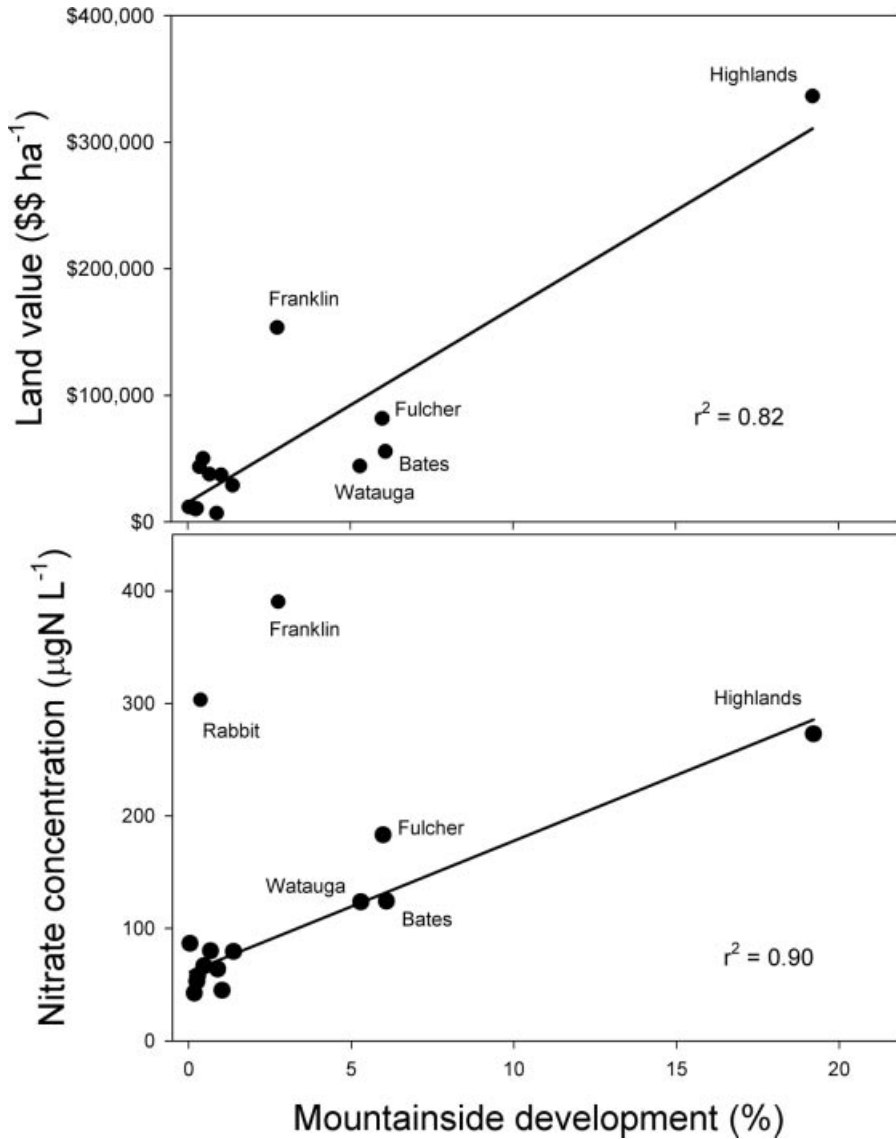 $400,000
Highlands
$300,000
Land value ($$ ha⁻¹)
$200,000
Franklin
$100,000
Fulcher
r² = 0.82
Bates
Watauga
$0
400
Franklin
Nitrate concentration (µgN L⁻¹)
300
Rabbit
Highlands
200
Fulcher
Watauga
Bates
100
r² = 0.90
0
0 5 10 15 20
Mountainside development (%)